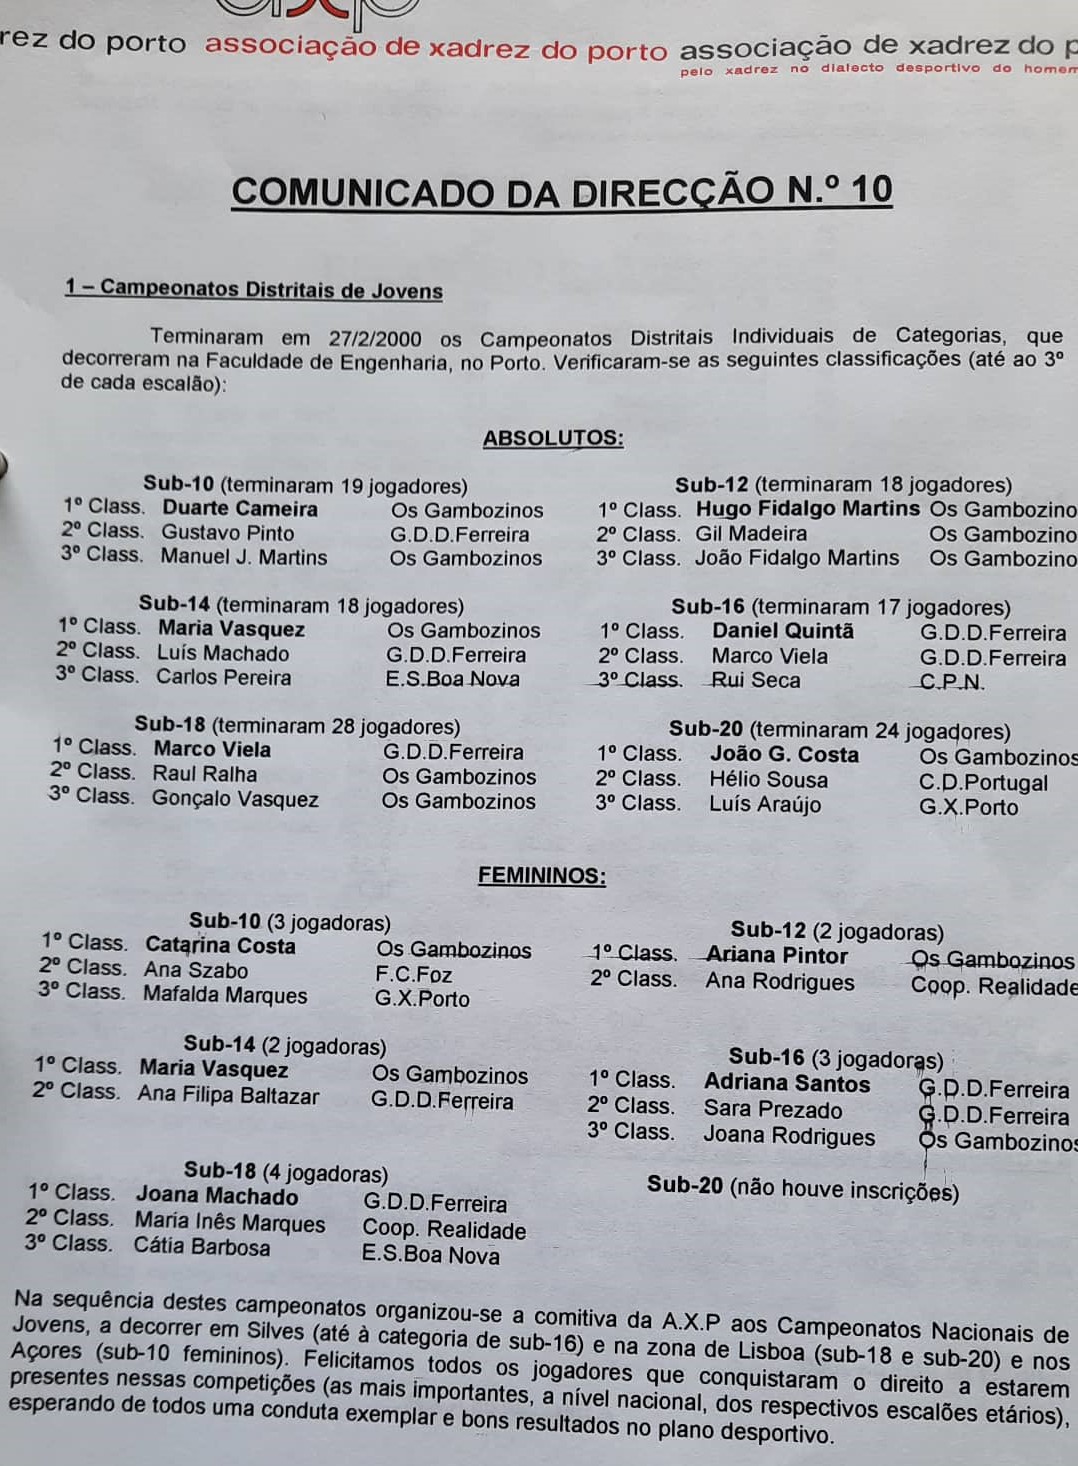 axp
rez do porto associação de xadrez do porto associação de xadrez do p
pelo xadrez no dialecto desportivo do homem
COMUNICADO DA DIRECÇÃO N.º 10
1 – Campeonatos Distritais de Jovens
Terminaram em 27/2/2000 os Campeonatos Distritais Individuais de Categorias, que
decorreram na Faculdade de Engenharia, no Porto. Verificaram-se as seguintes classificações (até ao 3º
de cada escalão):
ABSOLUTOS:
Sub-10 (terminaram 19 jogadores)
1º Class. Duarte Cameira Os Gambozinos
2º Class. Gustavo Pinto G.D.D.Ferreira
3º Class. Manuel J. Martins Os Gambozinos
Sub-12 (terminaram 18 jogadores)
1º Class. Hugo Fidalgo Martins Os Gambozino
2º Class. Gil Madeira Os Gambozino
3º Class. João Fidalgo Martins Os Gambozino
Sub-14 (terminaram 18 jogadores)
1º Class. Maria Vasquez Os Gambozinos
2º Class. Luís Machado G.D.D.Ferreira
3º Class. Carlos Pereira E.S.Boa Nova
Sub-16 (terminaram 17 jogadores)
1º Class. Daniel Quintã G.D.D.Ferreira
2º Class. Marco Viela G.D.D.Ferreira
3º Class. Rui Seca C.P.N.
Sub-18 (terminaram 28 jogadores)
1º Class. Marco Viela G.D.D.Ferreira
2º Class. Raul Ralha Os Gambozinos
3º Class. Gonçalo Vasquez Os Gambozinos
Sub-20 (terminaram 24 jogadores)
1º Class. João G. Costa Os Gambozinos
2º Class. Hélio Sousa C.D.Portugal
3º Class. Luís Araújo G.X.Porto
FEMININOS:
Sub-10 (3 jogadoras)
1º Class. Catarina Costa Os Gambozinos
2º Class. Ana Szabo F.C.Foz
3º Class. Mafalda Marques G.X.Porto
Sub-12 (2 jogadoras)
1º Class. Ariana Pintor Os Gambozinos
2º Class. Ana Rodrigues Coop. Realidade
Sub-14 (2 jogadoras)
1º Class. Maria Vasquez Os Gambozinos
2º Class. Ana Filipa Baltazar G.D.D.Ferreira
Sub-16 (3 jogadoras)
1º Class. Adriana Santos G.D.D.Ferreira
2º Class. Sara Prezado G.D.D.Ferreira
3º Class. Joana Rodrigues Os Gambozinos
Sub-18 (4 jogadoras)
1º Class. Joana Machado G.D.D.Ferreira
2º Class. Maria Inês Marques Coop. Realidade
3º Class. Cátia Barbosa E.S.Boa Nova
Sub-20 (não houve inscrições)
Na sequência destes campeonatos organizou-se a comitiva da A.X.P aos Campeonatos Nacionais de
Jovens, a decorrer em Silves (até à categoria de sub-16) e na zona de Lisboa (sub-18 e sub-20) e nos
Açores (sub-10 femininos). Felicitamos todos os jogadores que conquistaram o direito a estarem
presentes nessas competições (as mais importantes, a nível nacional, dos respectivos escalões etários),
esperando de todos uma conduta exemplar e bons resultados no plano desportivo.